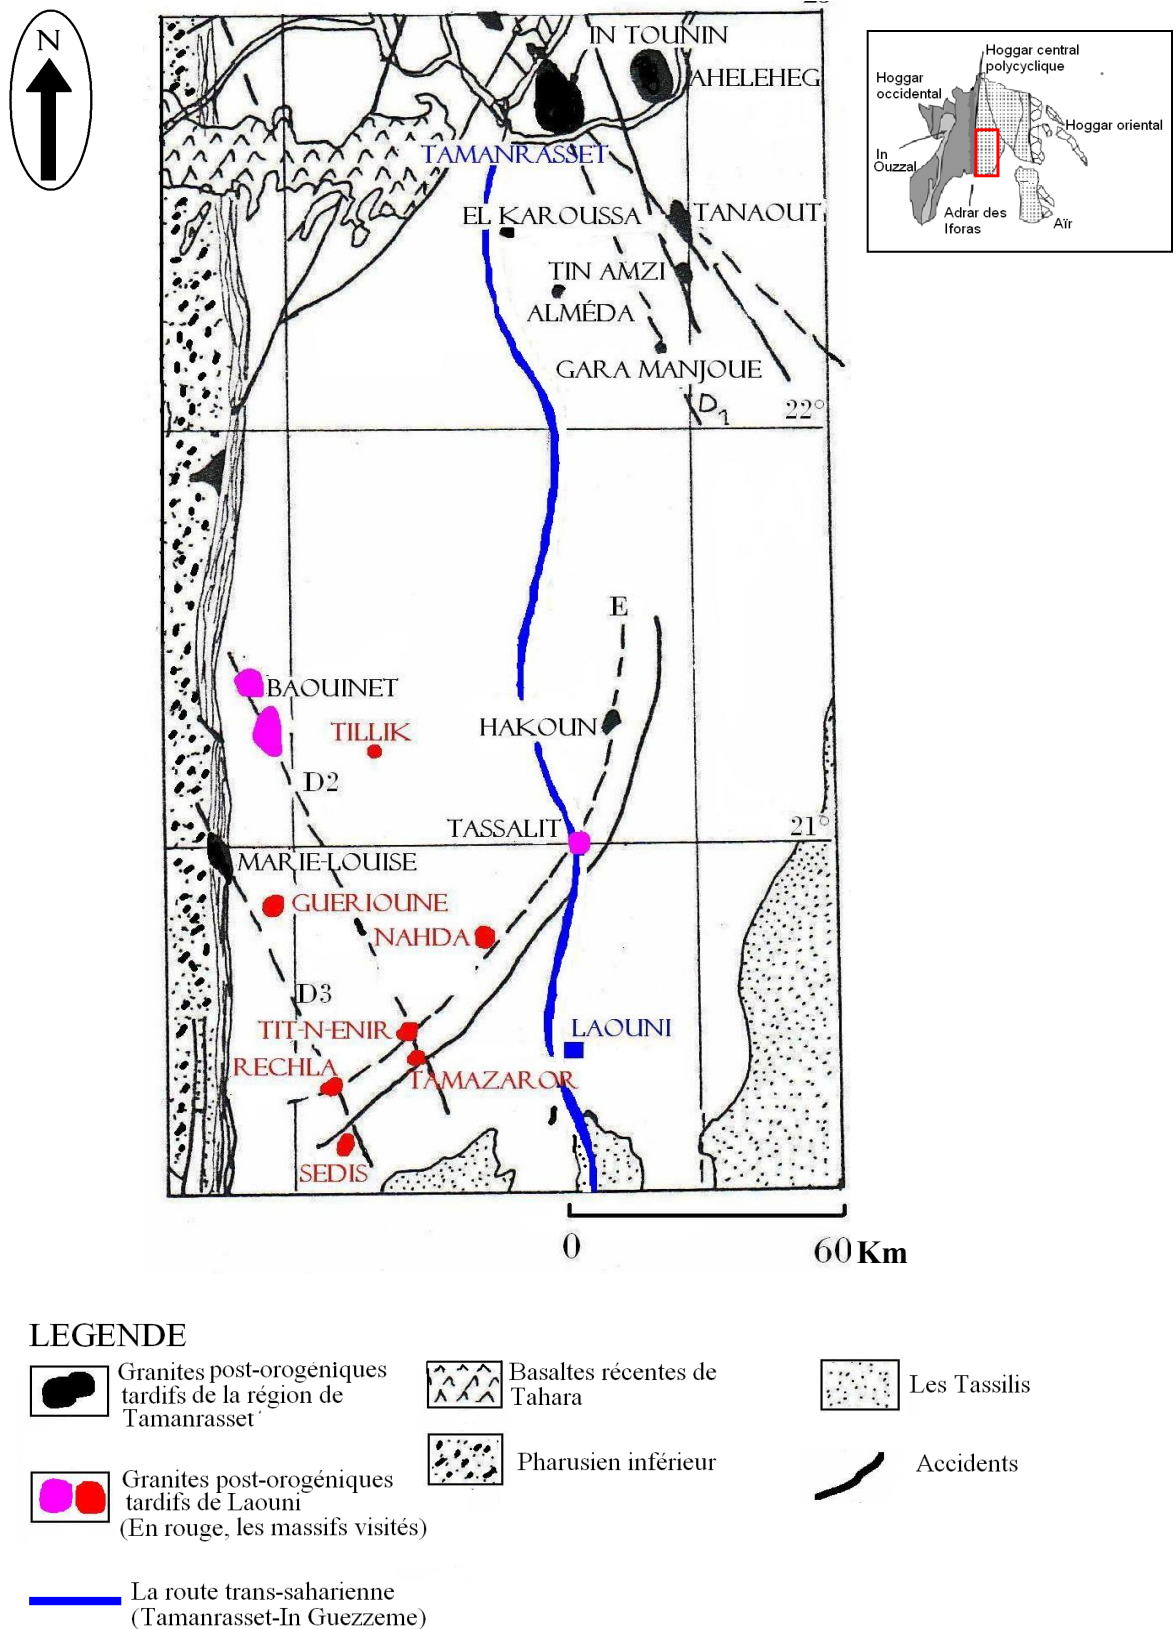 N
IN TOUNIN
AHELEHEG
TAMANRASSET
EL KAROUSSA
TANAOUT
TIN AMZI
ALMÉDA
GARA MANJOUE
D1
22°
E
BAOUINET
TILLIK
HAKOUN
D2
TASSALIT
21°
MARIE-LOUISE
GUERIOUNE
NAHDA
D3
TIT-N-ENIR
LAOUNI
RECHLA
TAMAZAROR
SEDIS
0
60 Km
Hoggar central
polycyclique
Hoggar
occidental
Hoggar oriental
In
Ouzzal
Adrar des
Iforas
Aïr
LEGENDE
Granites post-orogéniques
tardifs de la région de
Tamanrasset
Basaltes récentes de
Tahara
Les Tassilis
Pharusien inférieur
Accidents
Granites post-orogéniques
tardifs de Laouni
(En rouge, les massifs visités)
La route trans-saharienne
(Tamanrasset-In Guezzeme)